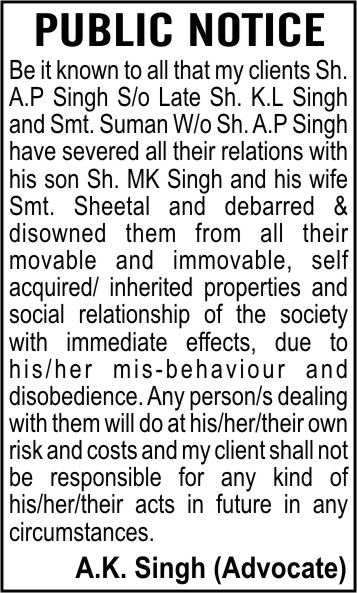 PUBLIC NOTICE
Be it known to all that my clients Sh.
A.P Singh S/o Late Sh. K.L Singh
and Smt. Suman W/o Sh. A.P Singh
have severed all their relations with
his son Sh. MK Singh and his wife
Smt. Sheetal and debarred &
disowned them from all their
movable and immovable, self
acquired/ inherited properties and
social relationship of the society
with immediate effects, due to
his/her mis-behaviour and
disobedience. Any person/s dealing
with them will do at his/her/their own
risk and costs and my client shall not
be responsible for any kind of
his/her/their acts in future in any
circumstances.
A.K. Singh (Advocate)